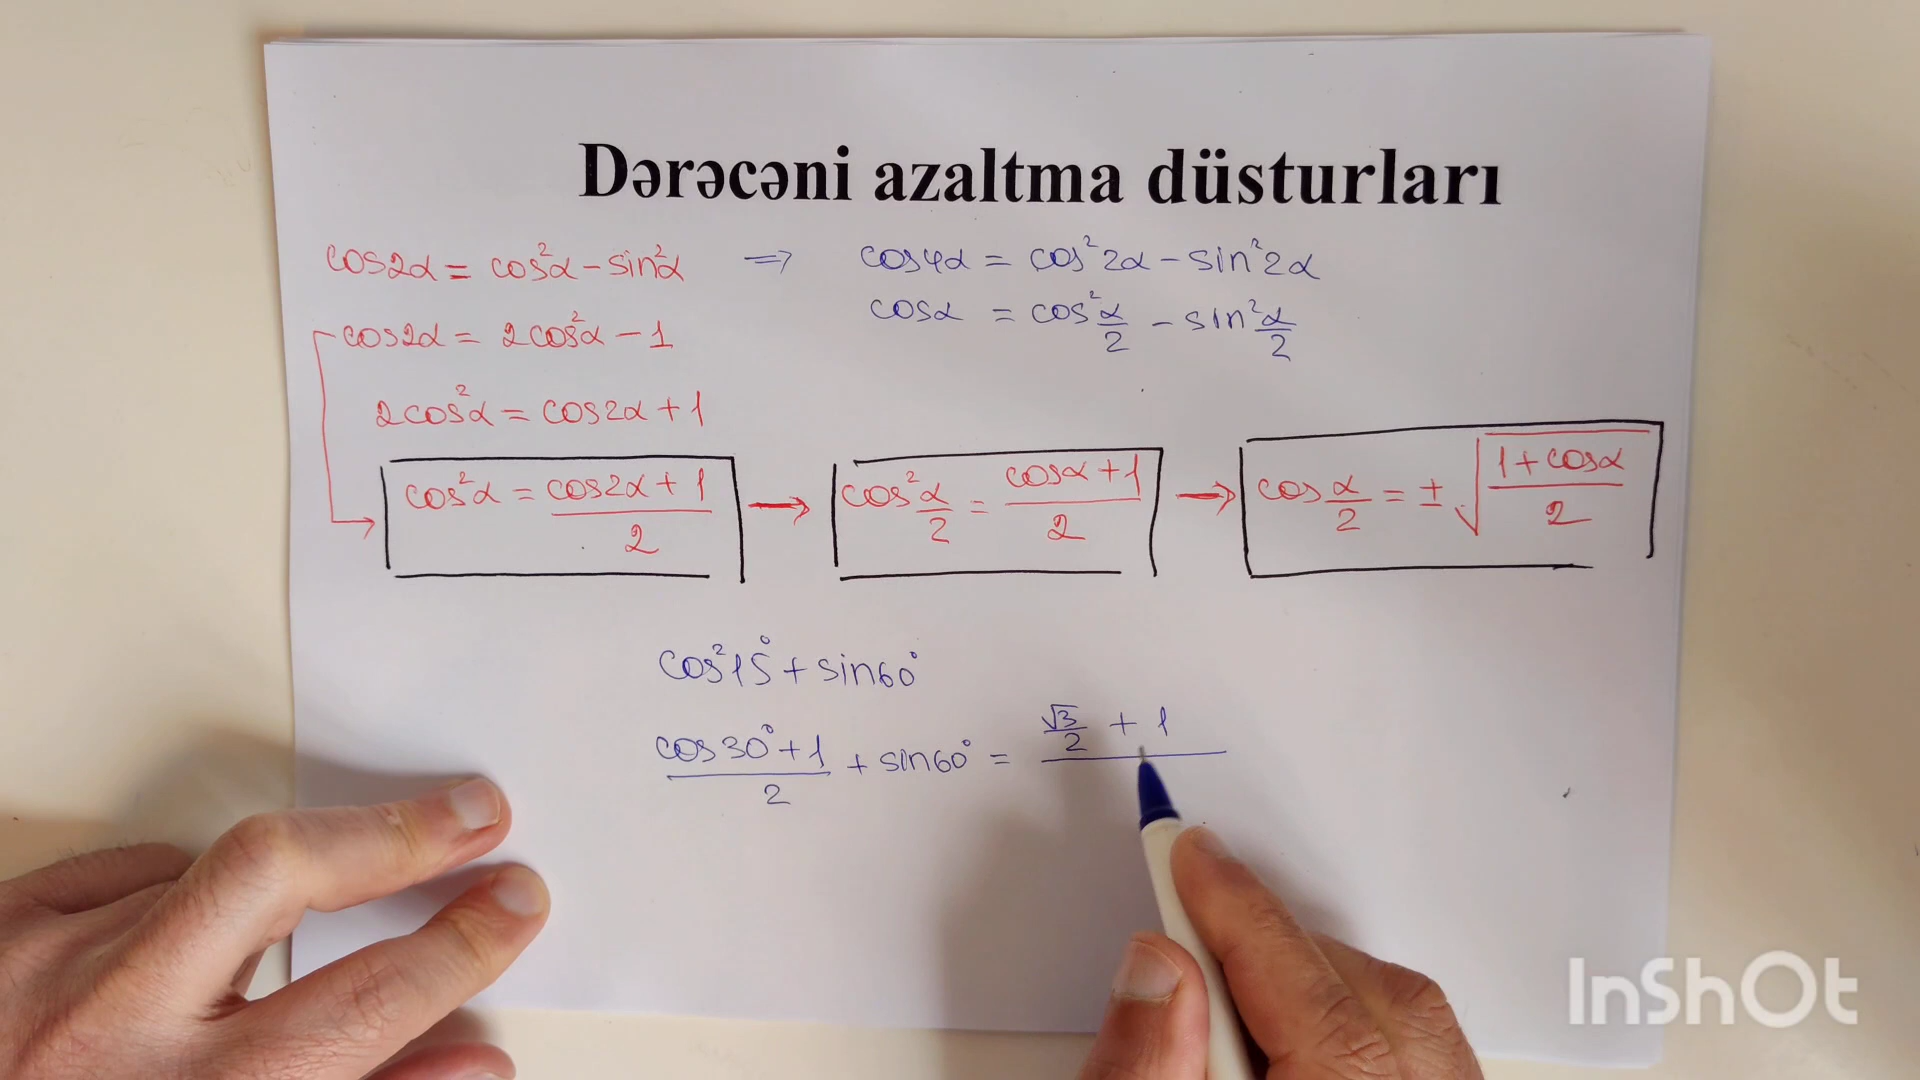 Dərəcəni azaltma düsturları
cos2α = cos²α - sin²α ⇒ cos4α = cos²2α - sin²2α
cosα = cos²α/2 - sin²α/2
cos2α = 2cos²α - 1
2cos²α = cos2α + 1
cos²α = (cos2α + 1)/2 → cos²α/2 = (cosα + 1)/2 → cosα/2 = ±√((1 + cosα)/2)
cos²15° + sin60°
(cos30° + 1)/2 + sin60° = √3/2 + 1
InShOt